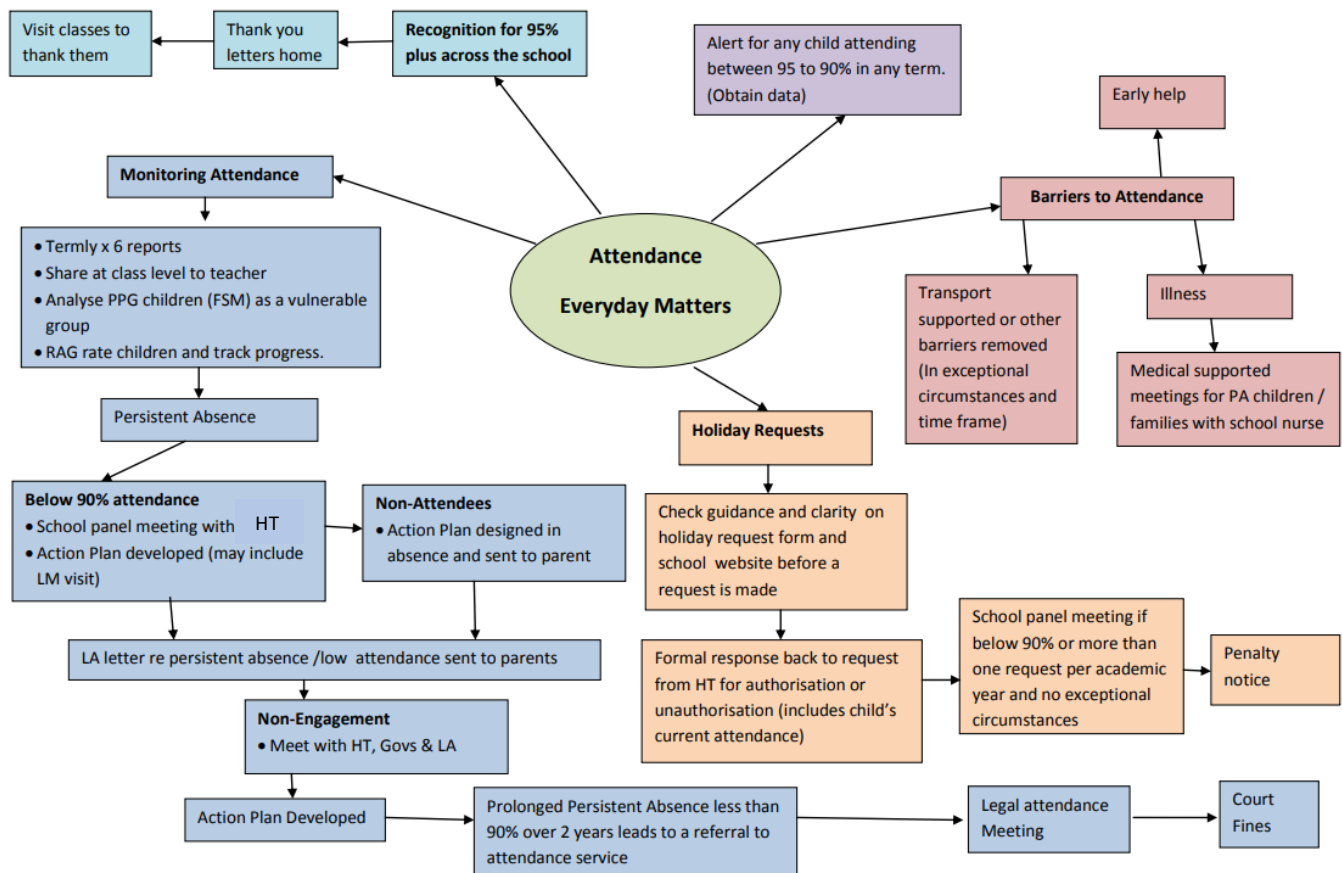 Visit classes to
thank them
Thank you
letters home
Recognition for 95%
plus across the school
Alert for any child attending
between 95 to 90% in any term.
(Obtain data)
Early help
Monitoring Attendance
Barriers to Attendance
Attendance
Everyday Matters
• Termly x 6 reports
• Share at class level to teacher
• Analyse PPG children (FSM) as a vulnerable
group
• RAG rate children and track progress.
Transport
supported or other
barriers removed
(In exceptional
circumstances and
time frame)
Illness
Medical supported
meetings for PA children /
families with school nurse
Persistent Absence
Holiday Requests
Below 90% attendance
• School panel meeting with HT
• Action Plan developed (may include
LM visit)
Non-Attendees
• Action Plan designed in
absence and sent to parent
Check guidance and clarity on
holiday request form and
school website before a
request is made
LA letter re persistent absence /low attendance sent to parents
Formal response back to request
from HT for authorisation or
unauthorisation (includes child's
current attendance)
School panel meeting if
below 90% or more than
one request per academic
year and no exceptional
circumstances
Penalty
notice
Non-Engagement
• Meet with HT, Govs & LA
Action Plan Developed
Prolonged Persistent Absence less than
90% over 2 years leads to a referral to
attendance service
Legal attendance
Meeting
Court
Fines